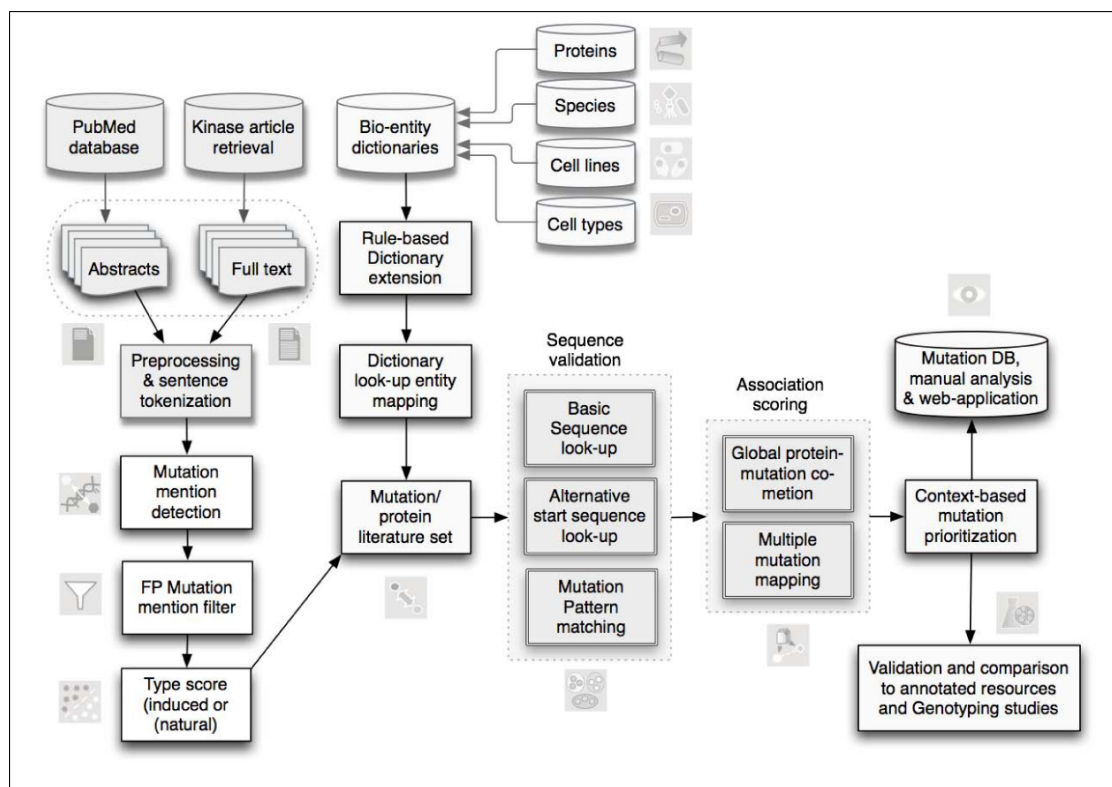 Proteins
Species
Cell lines
Cell types
PubMed
database
Kinase article
retrieval
Bio-entity
dictionaries
Abstracts
Full text
Rule-based
Dictionary
extension
Preprocessing
& sentence
tokenization
Dictionary
look-up entity
mapping
Mutation
mention
detection
FP Mutation
mention filter
Type score
(induced or
(natural)
Mutation/
protein
literature set
Sequence
validation
Basic
Sequence
look-up
Alternative
start sequence
look-up
Mutation
Pattern
matching
Association
scoring
Global protein-
mutation co-
metion
Multiple
mutation
mapping
Mutation DB,
manual analysis
& web-application
Context-based
mutation
prioritization
Validation and comparison
to annotated resources
and Genotyping studies